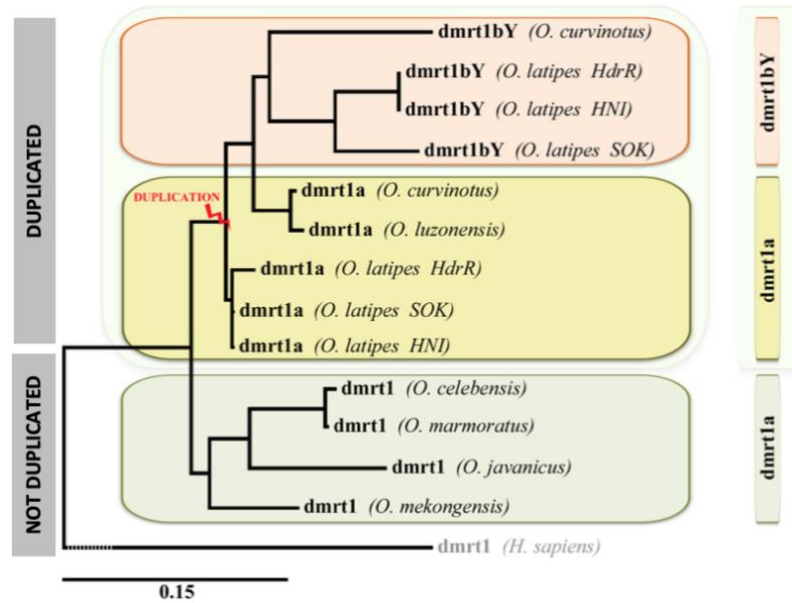 DUPLICATED
NOT DUPLICATED
DUPLICATION
dmrt1bY (O. curvinotus)
dmrt1bY (O. latipes HdrR)
dmrt1bY (O. latipes HNI)
dmrt1bY (O. latipes SOK)
dmrt1a (O. curvinotus)
dmrt1a (O. luzonensis)
dmrt1a (O. latipes HdrR)
dmrt1a (O. latipes SOK)
dmrt1a (O. latipes HNI)
dmrt1 (O. celebensis)
dmrt1 (O. marmoratus)
dmrt1 (O. javanicus)
dmrt1 (O. mekongensis)
dmrt1 (H. sapiens)
0.15
dmrt1bY
dmrt1a
dmrt1a